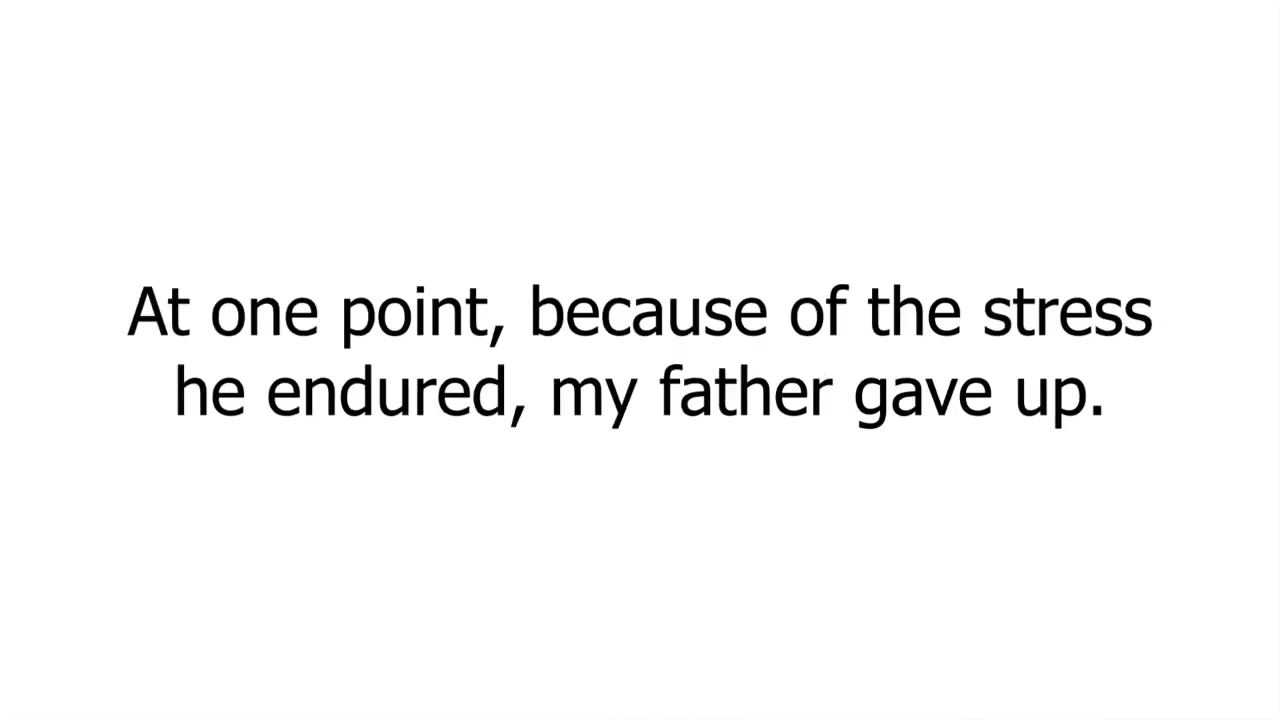 At one point, because of the stress
he endured, my father gave up.